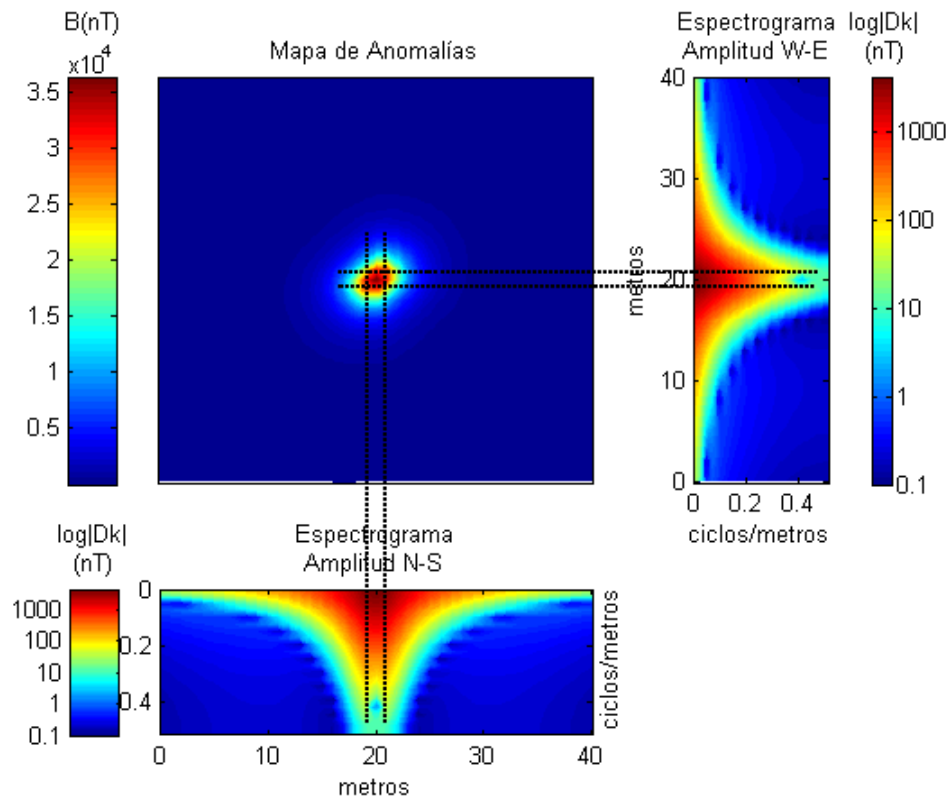 B(nT)
x10^4
3.5
3
2.5
2
1.5
1
0.5
Mapa de Anomalías
Espectrograma
Amplitud W-E
40
30
20
10
0
metros
0 0.2 0.4
ciclos/metros
log|Dk|
(nT)
1000
100
10
1
0.1
log|Dk|
(nT)
1000
100
10
1
0.1
Espectrograma
Amplitud N-S
0
0.2
0.4
ciclos/metros
0 10 20 30 40
metros